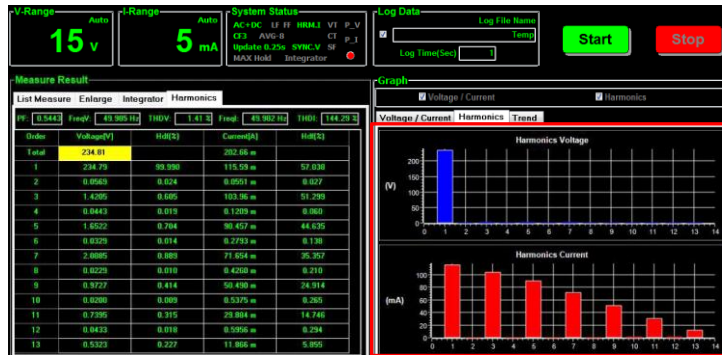 V-Range
Auto
15 V
I-Range
Auto
5 mA
System Status
AC+DC LF FF HRM.I VT P_V
CF3 AVG-8 CT P_I
Update 0.25s SYNC.V SF
MAX Hold Integrator
Log Data
Log File Name
Temp
Log Time(Sec) 1
Start
Stop
Measure Result
List Measure Enlarge Integrator Harmonics
PF: 0.5443 FreqV: 49.985 Hz THDV: 1.41 % FreqI: 49.982 Hz THDI: 144.29 %
Order Voltage[V] Hdf[%] Current[A] Hdf[%]
Total 234.81 202.66 m
1 234.79 99.990 115.59 m 57.038
2 0.0569 0.024 0.0551 m 0.027
3 1.4205 0.605 103.96 m 51.299
4 0.0443 0.019 0.1209 m 0.060
5 1.6522 0.704 90.457 m 44.635
6 0.0329 0.014 0.2793 m 0.138
7 2.0885 0.889 71.654 m 35.357
8 0.0229 0.010 0.4260 m 0.210
9 0.9727 0.414 50.490 m 24.914
10 0.0200 0.009 0.5375 m 0.265
11 0.7395 0.315 29.884 m 14.746
12 0.0433 0.018 0.5956 m 0.294
13 0.5323 0.227 11.866 m 5.855
Graph
Voltage / Current Harmonics
Voltage / Current Harmonics Trend
Harmonics Voltage
(V)
200
150
100
50
0
0 1 2 3 4 5 6 7 8 9 10 11 12 13 14
Harmonics Current
(mA)
100
80
60
40
20
0
0 1 2 3 4 5 6 7 8 9 10 11 12 13 14